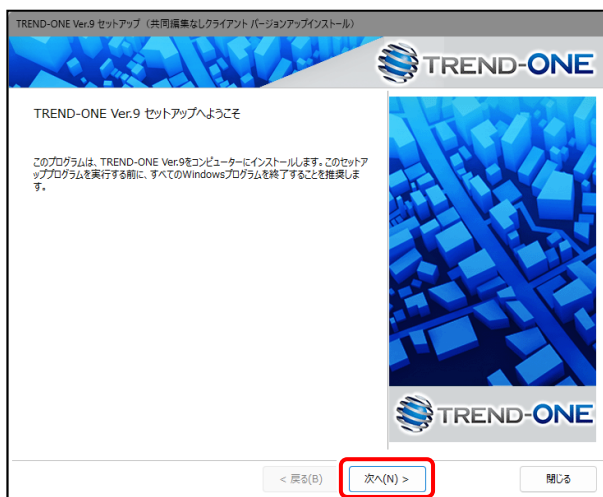 TREND-ONE Ver.9 セットアップ（共同編集なしクライアント バージョンアップインストール）
TREND-ONE
TREND-ONE Ver.9 セットアップへようこそ
このプログラムは、TREND-ONE Ver.9をコンピューターにインストールします。このセットア
ッププログラムを実行する前に、すべてのWindowsプログラムを終了することを推奨しま
す。
TREND-ONE
< 戻る(B)
次へ(N) >
閉じる